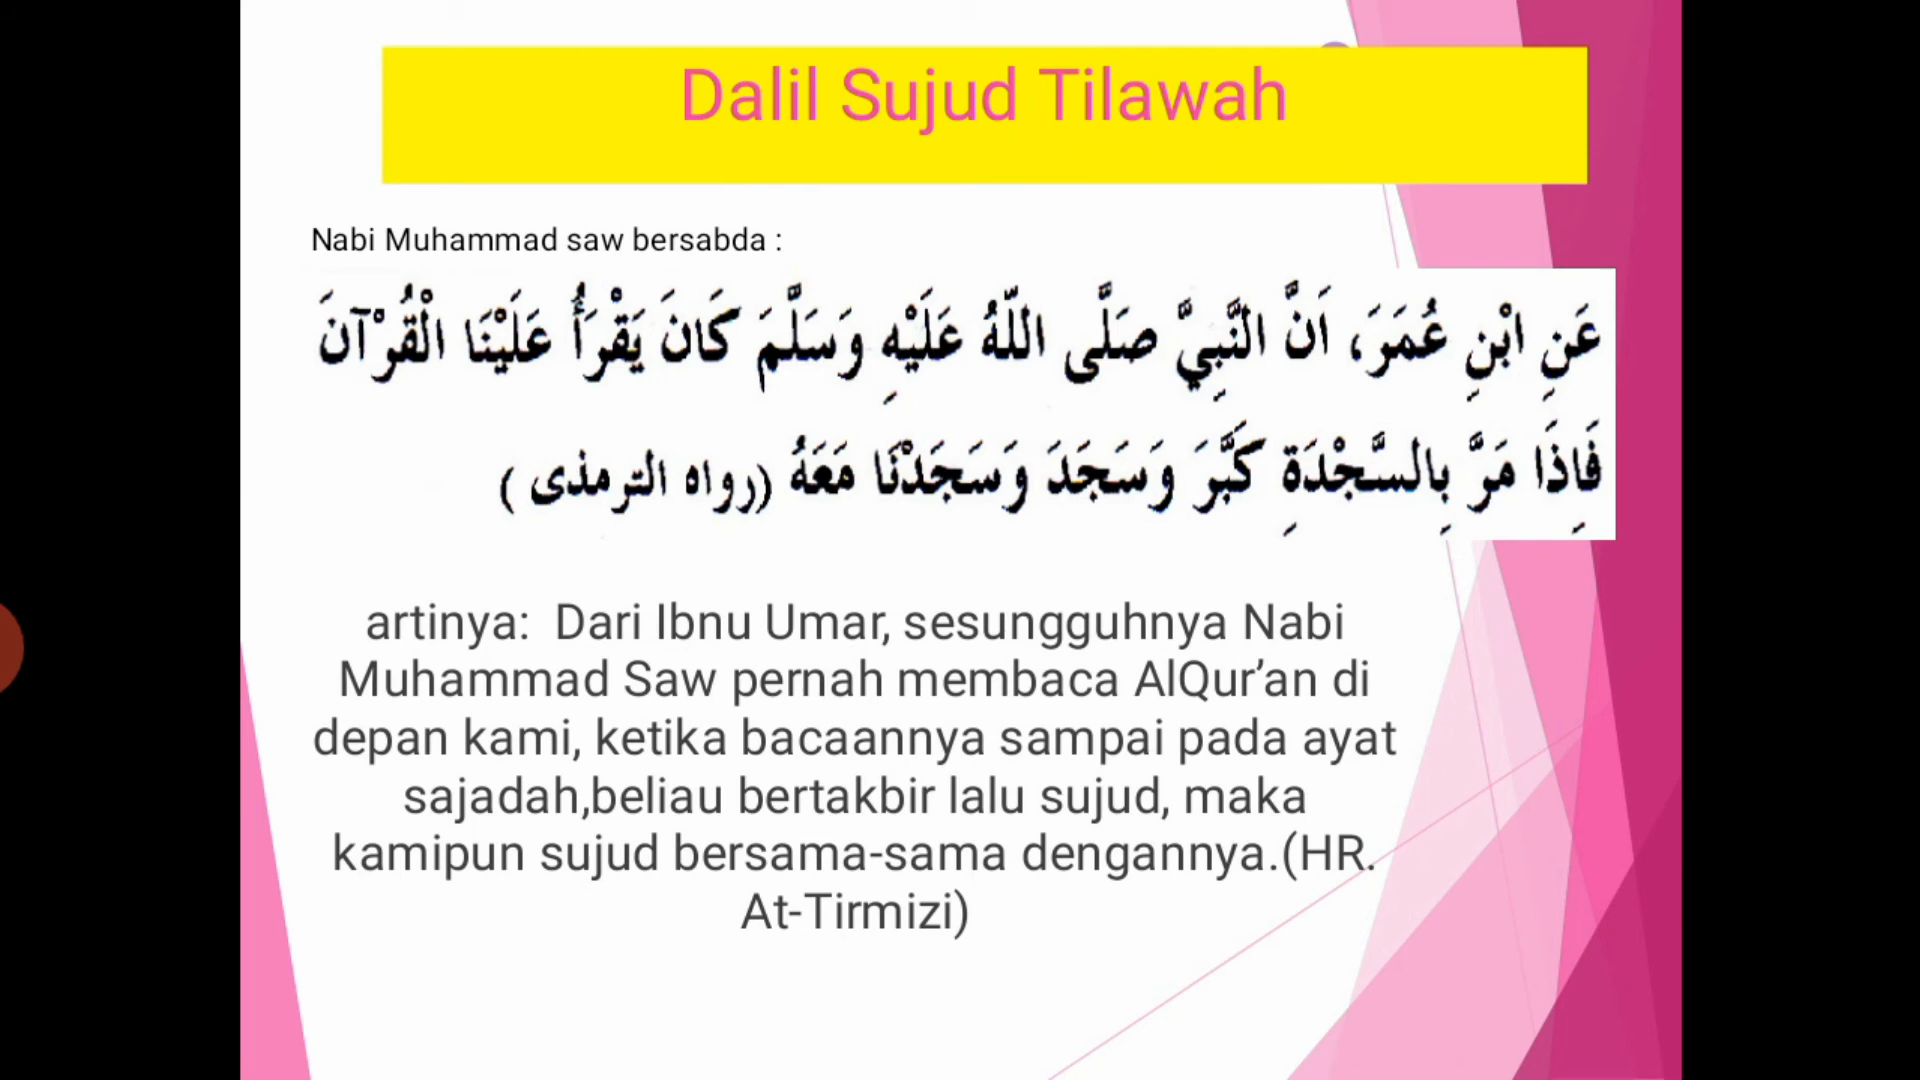 Dalil Sujud Tilawah
Nabi Muhammad saw bersabda :
عَنِ ابْنِ عُمَرَ، اَنَّ النَّبِيَّ صَلَّى اللّٰهُ عَلَيْهِ وَسَلَّمَ كَانَ يَقْرَأُ عَلَيْنَا الْقُرْآنَ
فَاِذَا مَرَّ بِالسَّجْدَةِ كَبَّرَ وَسَجَدَ وَسَجَدْنَا مَعَهُ (رواه الترمذى )
artinya:  Dari Ibnu Umar, sesungguhnya Nabi
Muhammad Saw pernah membaca AlQur’an di
depan kami, ketika bacaannya sampai pada ayat
sajadah,beliau bertakbir lalu sujud, maka
kamipun sujud bersama-sama dengannya.(HR.
At-Tirmizi)